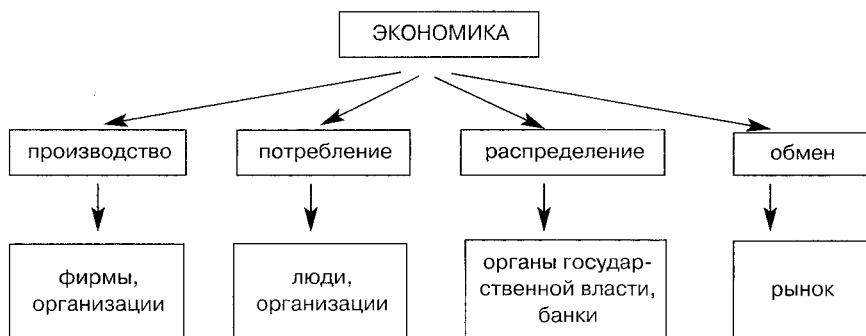 ЭКОНОМИКА
производство
потребление
распределение
обмен
фирмы,
организации
люди,
организации
органы государ-
ственной власти,
банки
рынок